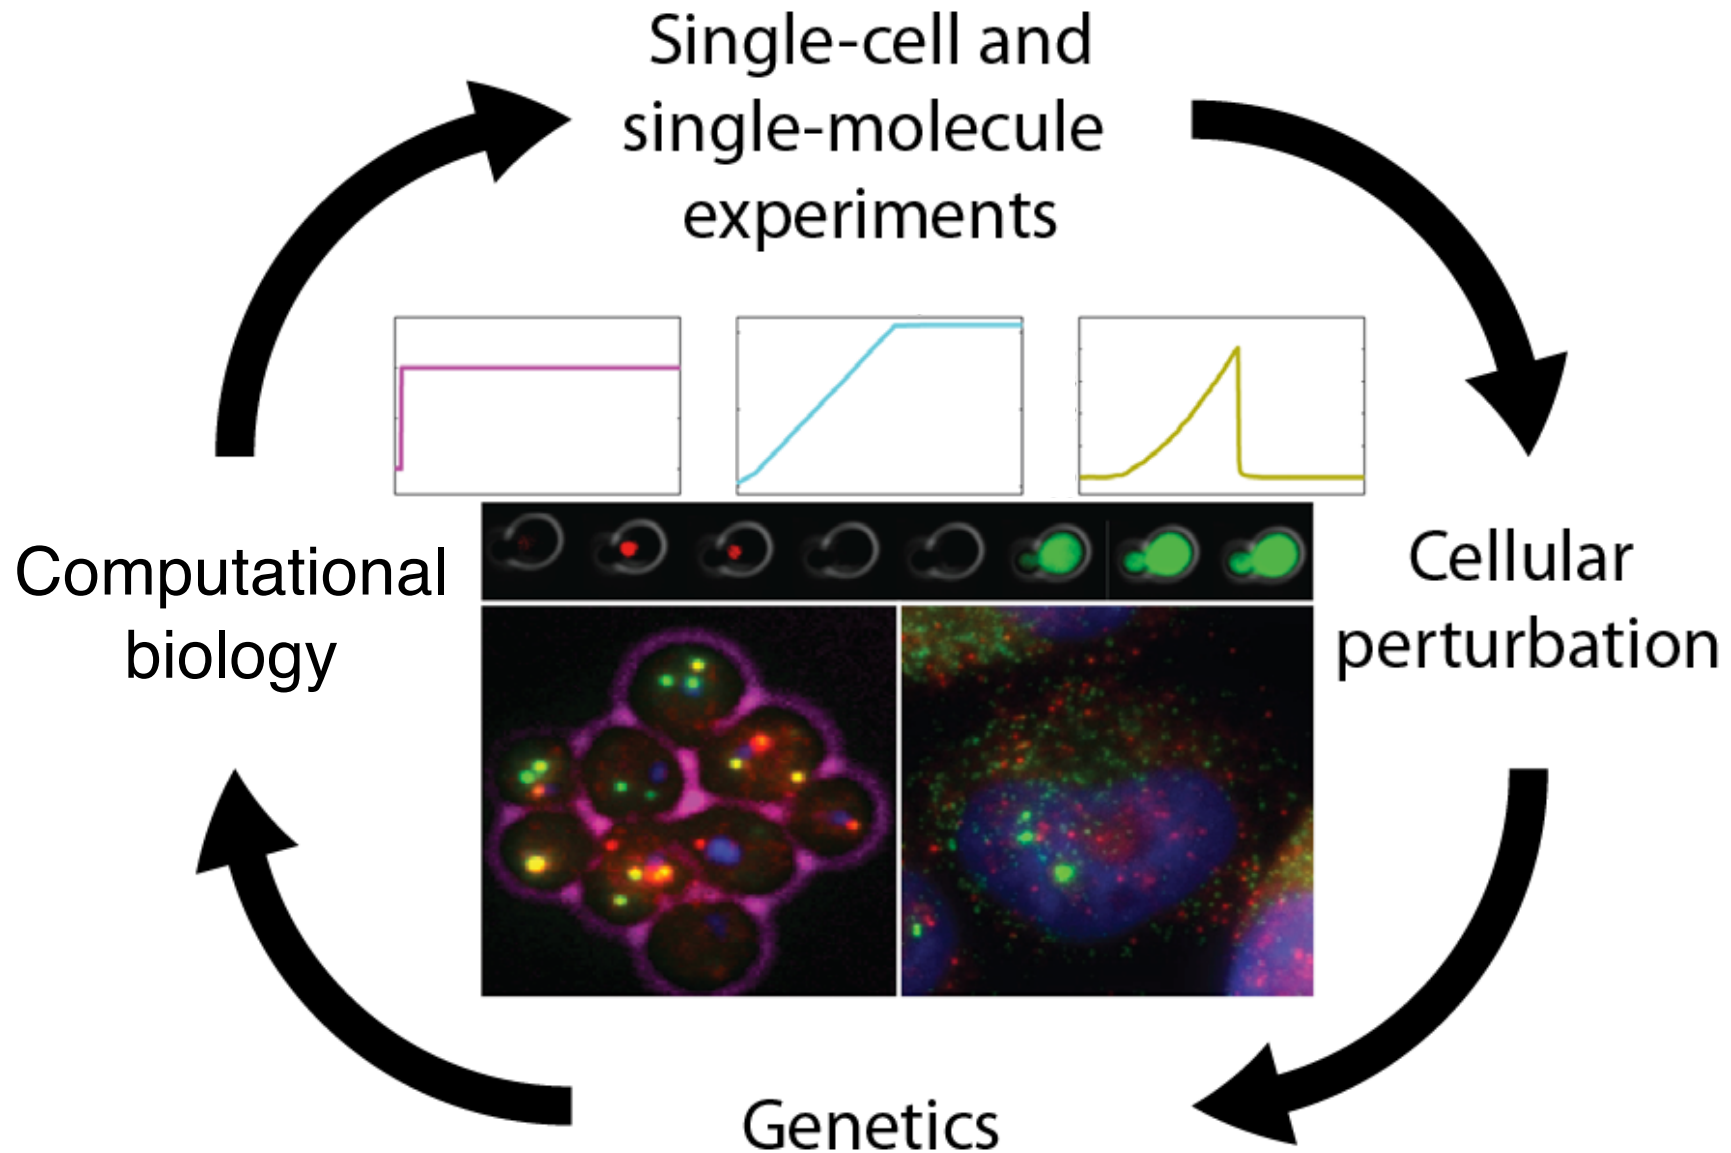 Single-cell and
single-molecule
experiments
Computational
biology
Cellular
perturbation
Genetics